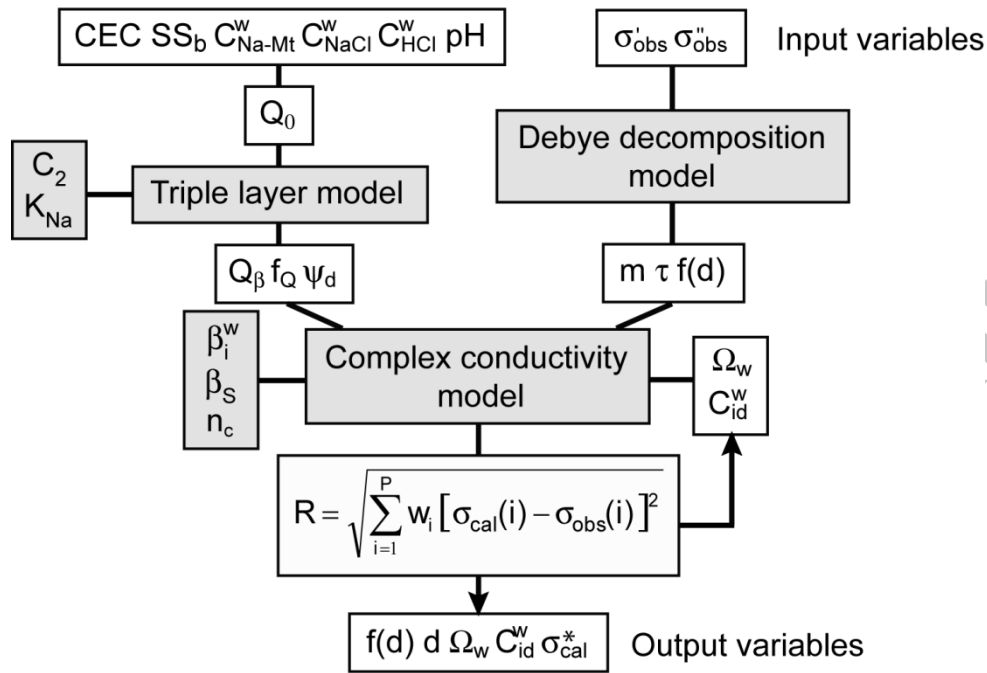 CEC SS_b C^w_Na-Mt C^w_NaCl C^w_HCl pH
σ'_obs σ''_obs
Input variables
Q_0
Debye decomposition
model
C_2
K_Na
Triple layer model
Q_β f_Q ψ_d
m τ f(d)
β_i^w
β_S
n_c
Complex conductivity
model
Ω_w
C^w_id
R = √(∑_{i=1}^{P} w_i [σ_cal(i) − σ_obs(i)]^2)
f(d) d Ω_w C^w_id σ^*_cal
Output variables